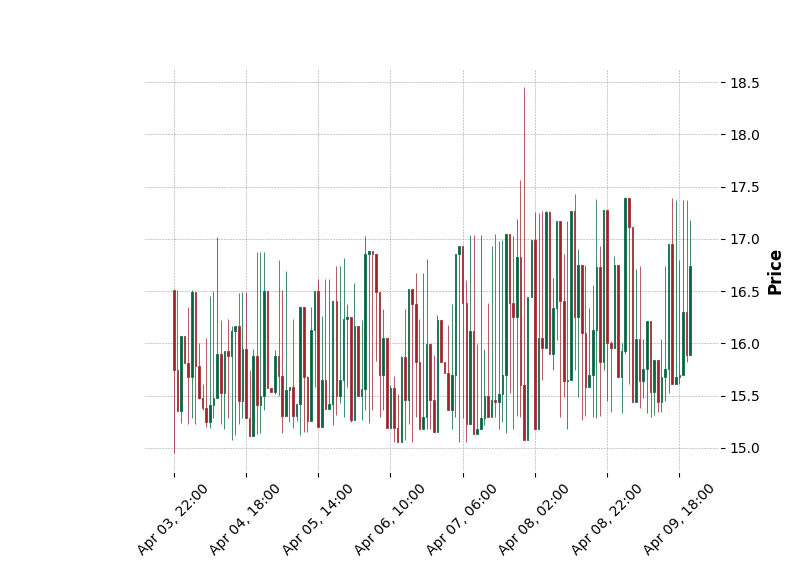 18.5
18.0
17.5
17.0
16.5
16.0
15.5
15.0
Price
Apr 03, 22:00
Apr 04, 18:00
Apr 05, 14:00
Apr 06, 10:00
Apr 07, 06:00
Apr 08, 02:00
Apr 08, 22:00
Apr 09, 18:00